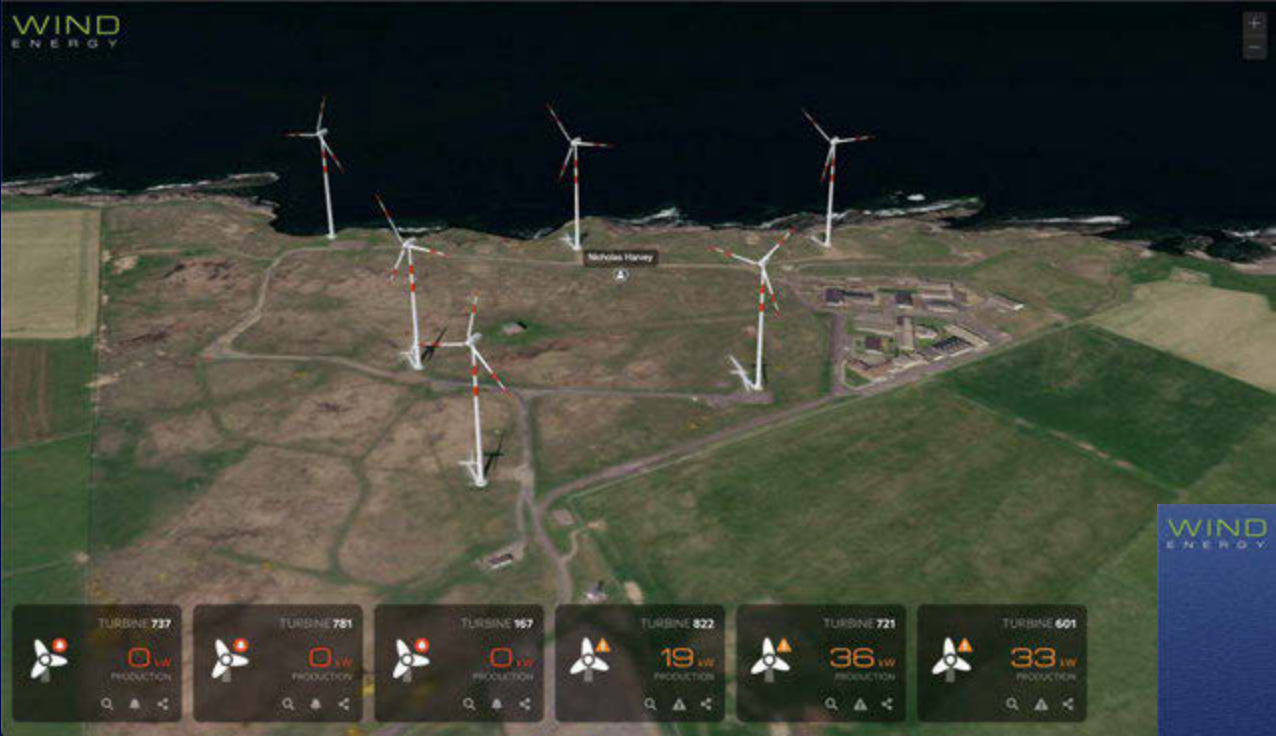 WIND
ENERGY
+
−
Nicholas Harvey
WIND
ENERGY
TURBINE 737
0 kW
PRODUCTION
TURBINE 781
0 kW
PRODUCTION
TURBINE 167
0 kW
PRODUCTION
TURBINE 822
19 kW
PRODUCTION
TURBINE 721
36 kW
PRODUCTION
TURBINE 601
33 kW
PRODUCTION